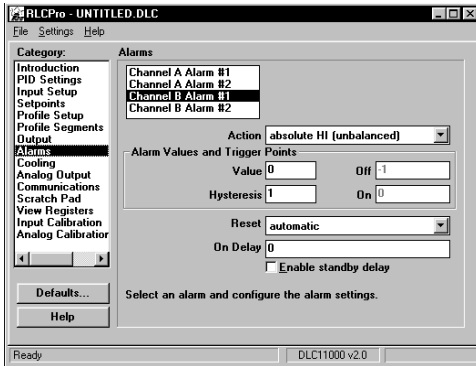 RLCPro - UNTITLED.DLC
File Settings Help
Category:
Introduction
PID Settings
Input Setup
Setpoints
Profile Setup
Profile Segments
Output
Alarms
Cooling
Analog Output
Communications
Scratch Pad
View Registers
Input Calibration
Analog Calibration
Defaults...
Help
Alarms
Channel A Alarm #1
Channel A Alarm #2
Channel B Alarm #1
Channel B Alarm #2
Action absolute HI (unbalanced)
Alarm Values and Trigger Points
Value 0 Off -1
Hysteresis 1 On 0
Reset automatic
On Delay 0
Enable standby delay
Select an alarm and configure the alarm settings.
Ready DLC11000 v2.0